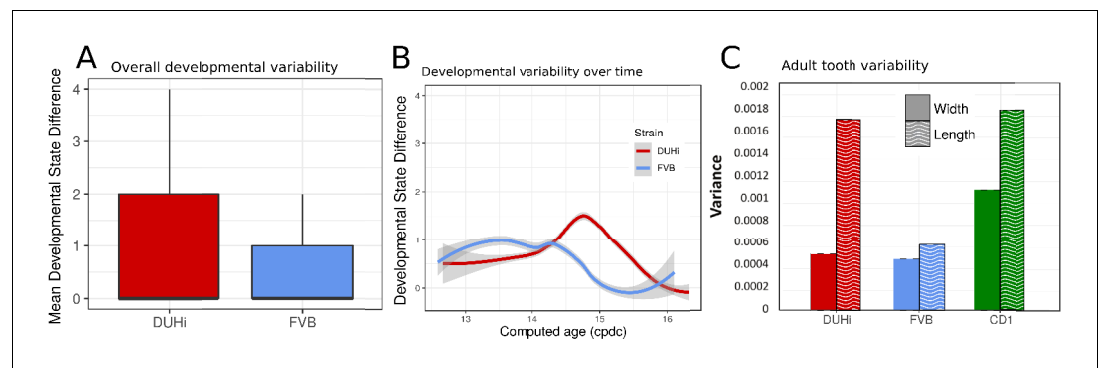 A
Overall developmental variability
Mean Developmental State Difference
4
3
2
1
0
DUHi
FVB
B
Developmental variability over time
Developmental State Difference
4
3
2
1
0
Strain
DUHi
FVB
13
14
15
16
Computed age (cpdc)
C
Adult tooth variability
Variance
0.002
0.0018
0.0016
0.0014
0.0012
0.001
0.0008
0.0006
0.0004
0.0002
0
Width
Length
DUHi
FVB
CD1